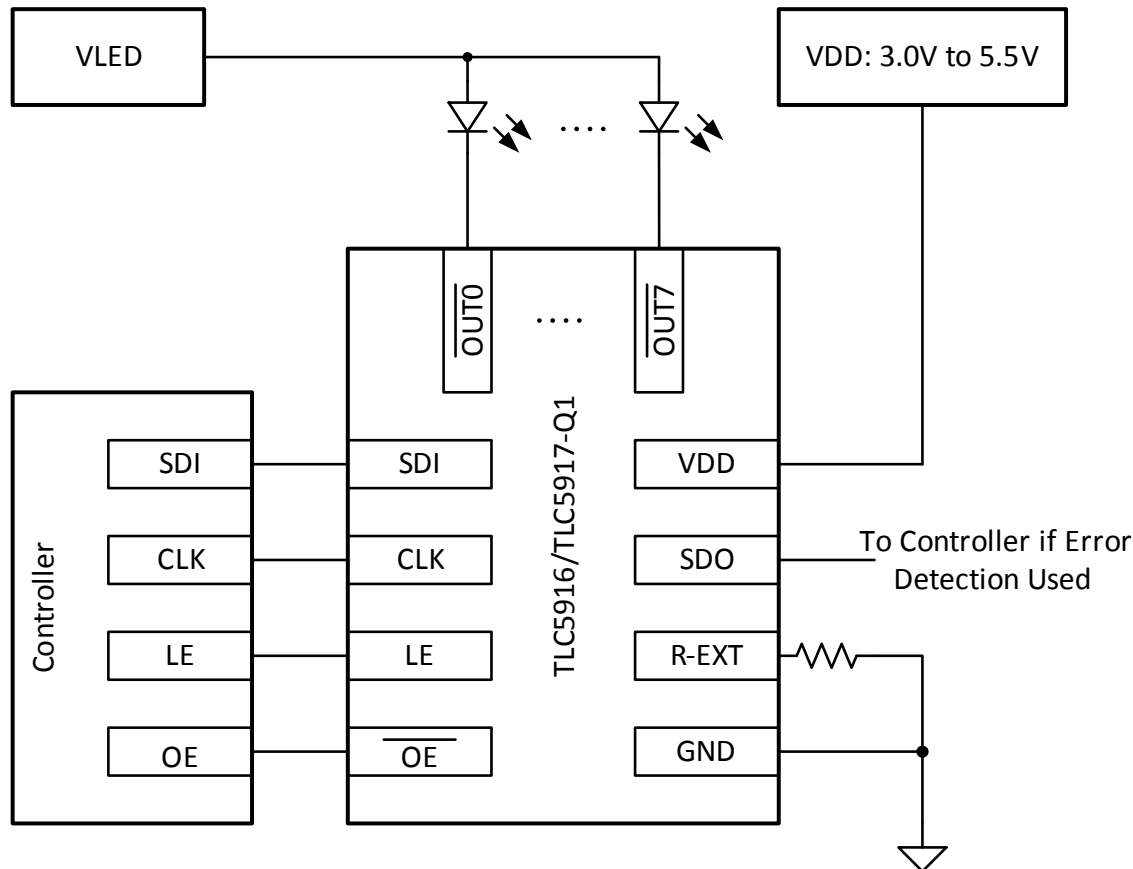 VLED
VDD: 3.0V to 5.5V
....
OUT0
....
OUT7
TLC5916/TLC5917-Q1
Controller
SDI
CLK
LE
OE
SDI
CLK
LE
OE
VDD
SDO
R-EXT
GND
To Controller if Error
Detection Used